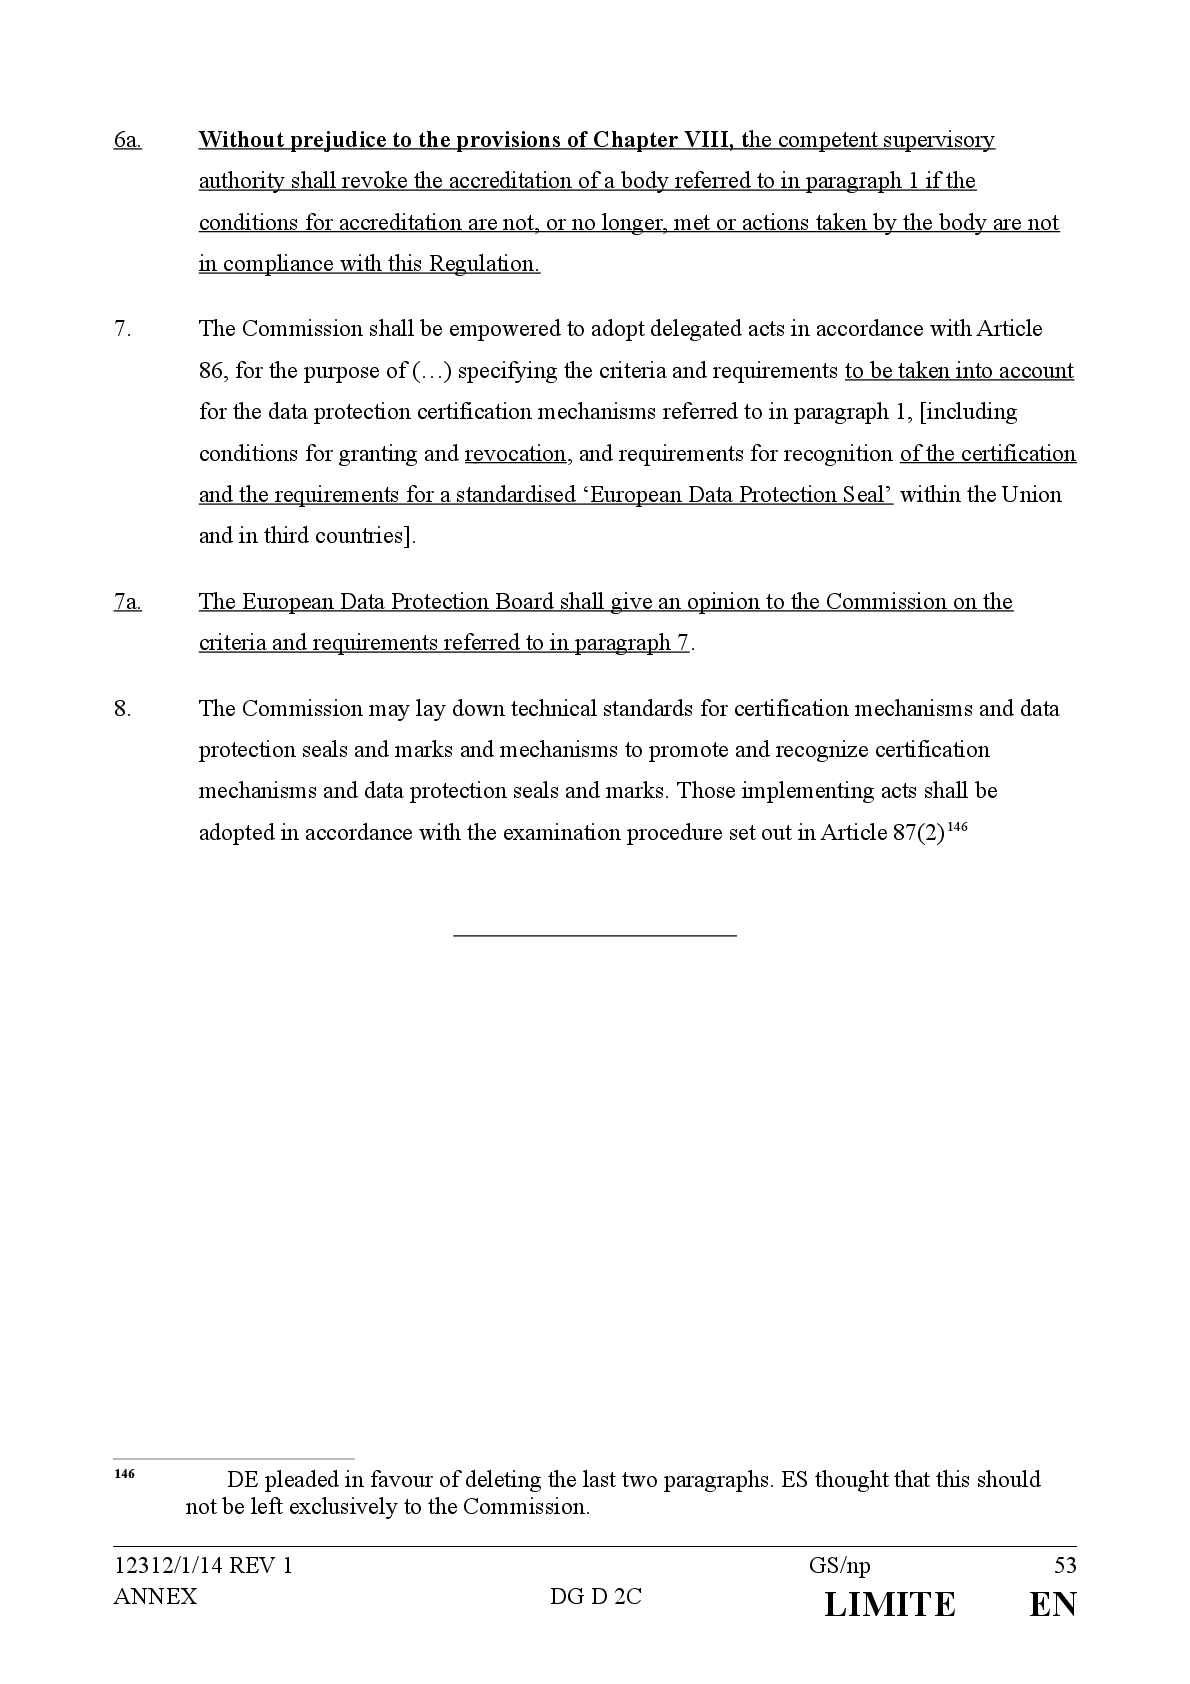 6a. Without prejudice to the provisions of Chapter VIII, the competent supervisory
authority shall revoke the accreditation of a body referred to in paragraph 1 if the
conditions for accreditation are not, or no longer, met or actions taken by the body are not
in compliance with this Regulation.
7. The Commission shall be empowered to adopt delegated acts in accordance with Article
86, for the purpose of (…) specifying the criteria and requirements to be taken into account
for the data protection certification mechanisms referred to in paragraph 1, [including
conditions for granting and revocation, and requirements for recognition of the certification
and the requirements for a standardised ‘European Data Protection Seal’ within the Union
and in third countries].
7a. The European Data Protection Board shall give an opinion to the Commission on the
criteria and requirements referred to in paragraph 7.
8. The Commission may lay down technical standards for certification mechanisms and data
protection seals and marks and mechanisms to promote and recognize certification
mechanisms and data protection seals and marks. Those implementing acts shall be
adopted in accordance with the examination procedure set out in Article 87(2)146
146 DE pleaded in favour of deleting the last two paragraphs. ES thought that this should
not be left exclusively to the Commission.
12312/1/14 REV 1 GS/np 53
ANNEX DG D 2C LIMITE EN